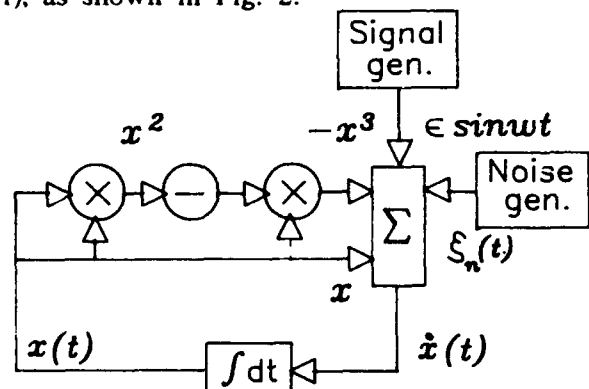 r), as shown in Fig. 2.
Signal
gen.
x²
−x³
∈ sinwt
×
−
×
Σ
Noise
gen.
ξₙ(t)
x
x(t)
∫dt
ẋ(t)